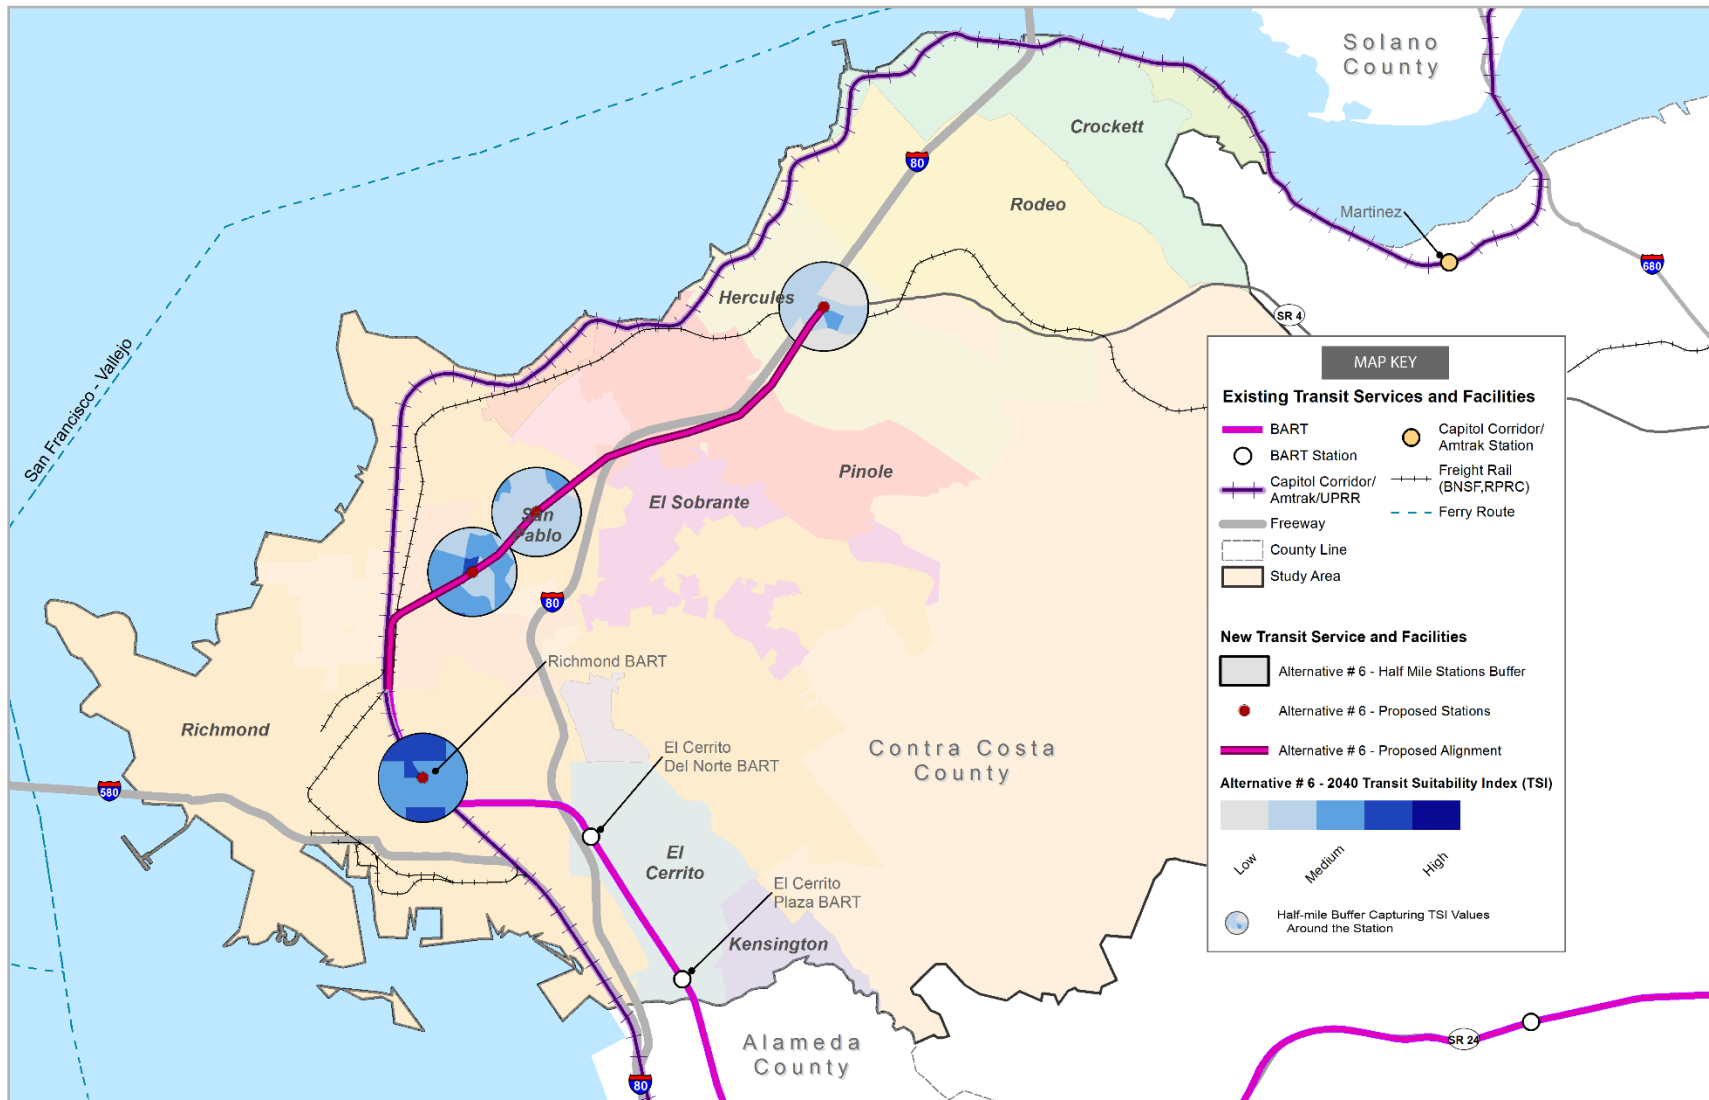 Solano
County
Crockett
80
Rodeo
Martinez
680
Hercules
SR 4
San Francisco - Vallejo
Pinole
El Sobrante
San
Pablo
80
Richmond BART
Richmond
El Cerrito
Del Norte BART
Contra Costa
County
580
El
Cerrito
El Cerrito
Plaza BART
Kensington
Alameda
County
80
SR 24
MAP KEY
Existing Transit Services and Facilities
BART
BART Station
Capitol Corridor/
Amtrak/UPRR
Freeway
County Line
Study Area
Capitol Corridor/
Amtrak Station
Freight Rail
(BNSF,RPRC)
Ferry Route
New Transit Service and Facilities
Alternative # 6 - Half Mile Stations Buffer
Alternative # 6 - Proposed Stations
Alternative # 6 - Proposed Alignment
Alternative # 6 - 2040 Transit Suitability Index (TSI)
Low
Medium
High
Half-mile Buffer Capturing TSI Values
Around the Station